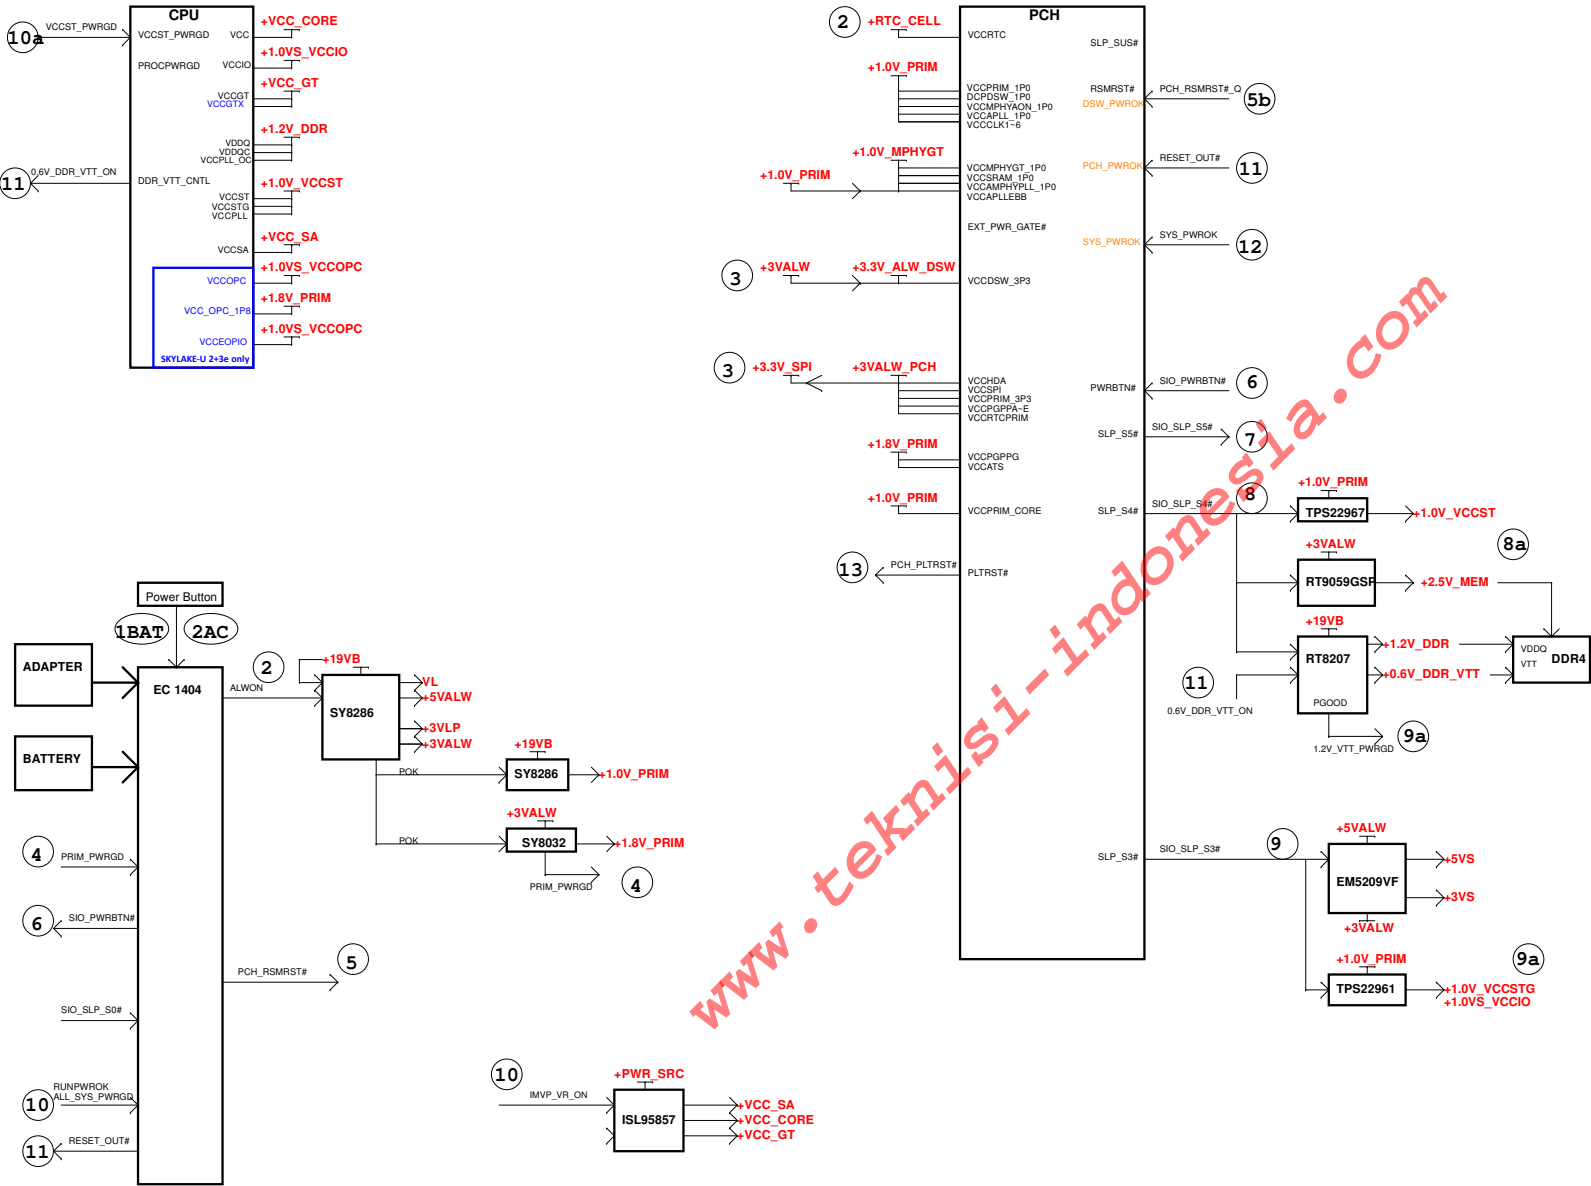 CPU
10a
VCCST_PWRGD
VCCST_PWRGD
VCC
+VCC_CORE
PROCPWRGD
VCCIO
+1.0VS_VCCIO
VCCGT
VCCGTX
+VCC_GT
VDDQ
VDDQC
VCCPLL_OC
+1.2V_DDR
11
0.6V_DDR_VTT_ON
DDR_VTT_CNTL
VCCST
VCCSTG
VCCPLL
+1.0V_VCCST
VCCSA
+VCC_SA
VCCOPC
+1.0VS_VCCOPC
VCC_OPC_1P8
+1.8V_PRIM
VCCEOPIO
+1.0VS_VCCOPC
SKYLAKE-U 2+3e only
PCH
2
+RTC_CELL
VCCRTC
SLP_SUS#
+1.0V_PRIM
VCCPRIM_1P0
DCPDSW_1P0
VCCMPHYAON_1P0
VCCAPLL_1P0
VCCCLK1~6
RSMRST#
DSW_PWROK
PCH_RSMRST#_Q
5b
+1.0V_MPHYGT
+1.0V_PRIM
VCCMPHYGT_1P0
VCCSRAM_1P0
VCCAMPHYPLL_1P0
VCCAPLLEBB
PCH_PWROK
RESET_OUT#
11
EXT_PWR_GATE#
SYS_PWROK
SYS_PWROK
12
3
+3VALW
+3.3V_ALW_DSW
VCCDSW_3P3
3
+3.3V_SPI
+3VALW_PCH
VCCHDA
VCCSPI
VCCPRIM_3P3
VCCPGPPA~E
VCCRTCPRIM
PWRBTN#
SIO_PWRBTN#
6
SLP_S5#
SIO_SLP_S5#
7
+1.8V_PRIM
VCCPGPPG
VCCATS
+1.0V_PRIM
VCCPRIM_CORE
SLP_S4#
SIO_SLP_S4#
8
+1.0V_PRIM
TPS22967
+1.0V_VCCST
8a
13
PCH_PLTRST#
PLTRST#
+3VALW
RT9059GSP
+2.5V_MEM
+19VB
RT8207
PGOOD
+1.2V_DDR
+0.6V_DDR_VTT
VDDQ
VTT
DDR4
11
0.6V_DDR_VTT_ON
1.2V_VTT_PWRGD
9a
SLP_S3#
SIO_SLP_S3#
9
+5VALW
EM5209VF
+5VS
+3VS
+3VALW
9a
+1.0V_PRIM
TPS22961
+1.0V_VCCSTG
+1.0VS_VCCIO
Power Button
1BAT
2AC
ADAPTER
BATTERY
EC 1404
2
ALWON
+19VB
SY8286
VL
+5VALW
+3VLP
+3VALW
POK
+19VB
SY8286
+1.0V_PRIM
POK
+3VALW
SY8032
+1.8V_PRIM
PRIM_PWRGD
4
4
PRIM_PWRGD
6
SIO_PWRBTN#
PCH_RSMRST#
5
SIO_SLP_S0#
10
RUNPWROK
ALL_SYS_PWRGD
11
RESET_OUT#
10
IMVP_VR_ON
+PWR_SRC
ISL95857
+VCC_SA
+VCC_CORE
+VCC_GT
www.teknisi-indonesia.com